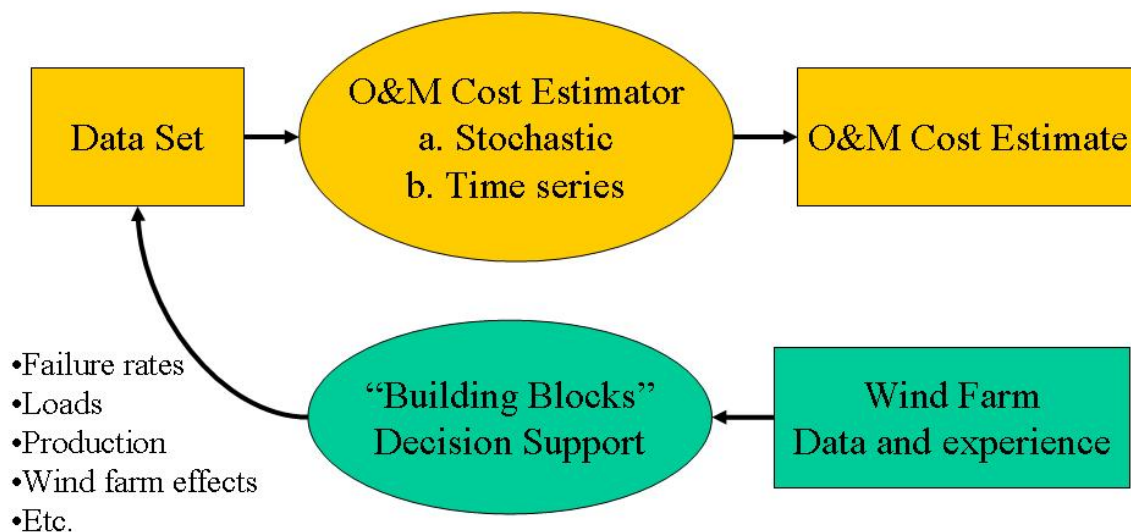 Data Set
O&M Cost Estimator
a. Stochastic
b. Time series
O&M Cost Estimate
•Failure rates
•Loads
•Production
•Wind farm effects
•Etc.
“Building Blocks”
Decision Support
Wind Farm
Data and experience